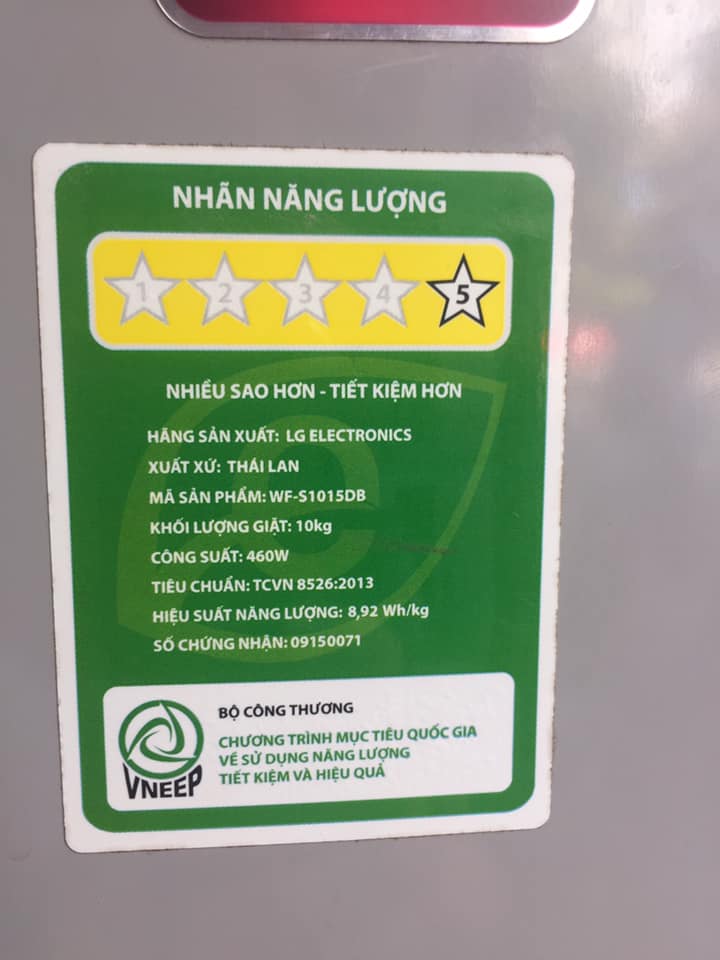 NHÃN NĂNG LƯỢNG
1 2 3 4 5
NHIỀU SAO HƠN - TIẾT KIỆM HƠN
HÃNG SẢN XUẤT: LG ELECTRONICS
XUẤT XỨ: THÁI LAN
MÃ SẢN PHẨM: WF-S1015DB
KHỐI LƯỢNG GIẶT: 10kg
CÔNG SUẤT: 460W
TIÊU CHUẨN: TCVN 8526:2013
HIỆU SUẤT NĂNG LƯỢNG: 8,92 Wh/kg
SỐ CHỨNG NHẬN: 09150071
BỘ CÔNG THƯƠNG
CHƯƠNG TRÌNH MỤC TIÊU QUỐC GIA
VỀ SỬ DỤNG NĂNG LƯỢNG
TIẾT KIỆM VÀ HIỆU QUẢ
VNEEP